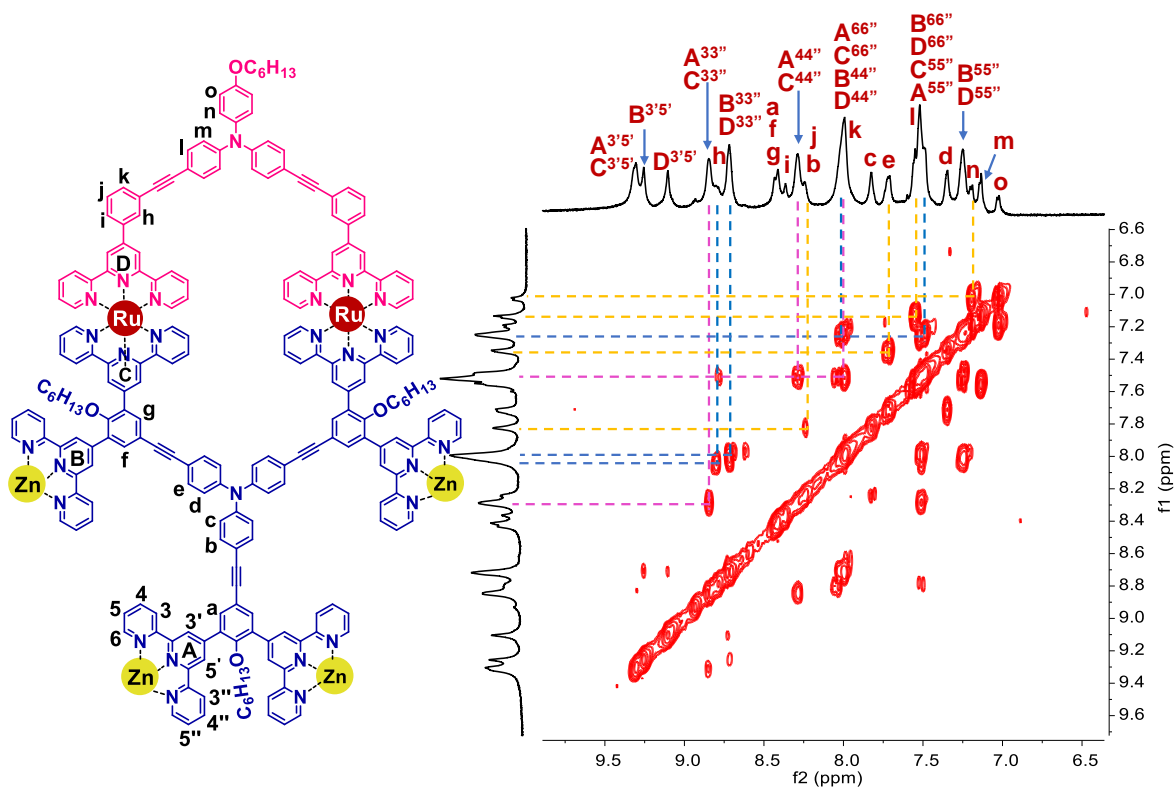 OC₆H₁₃
o
n
m
N
l
k
j
i
h
D
N
N
N
N
N
N
Ru
Ru
N
N
N
N
N
N
C
C₆H₁₃
O
OC₆H₁₃
g
f
B
N
N
N
N
N
N
Zn
Zn
e
d
N
c
b
a
4
5
3
6
3'
A
5'
N
N
N
N
N
N
Zn
Zn
O
C₆H₁₃
3''
4''
5''
A³'⁵'
C³'⁵'
B³'⁵'
D³'⁵'
A³³”
C³³”
h
B³³”
D³³”
a
f
g
i
A⁴⁴”
C⁴⁴”
j
b
A⁶⁶”
C⁶⁶”
B⁴⁴”
D⁴⁴”
k
c
e
B⁶⁶”
D⁶⁶”
C⁵⁵”
A⁵⁵”
l
d
B⁵⁵”
D⁵⁵”
n
m
o
6.6
6.8
7.0
7.2
7.4
7.6
7.8
8.0
8.2
8.4
8.6
8.8
9.0
9.2
9.4
9.6
f1 (ppm)
9.5 9.0 8.5 8.0 7.5 7.0 6.5
f2 (ppm)